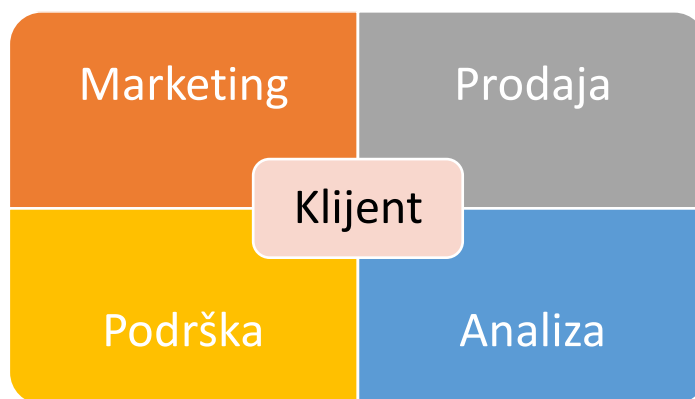 Marketing
Prodaja
Klijent
Podrška
Analiza